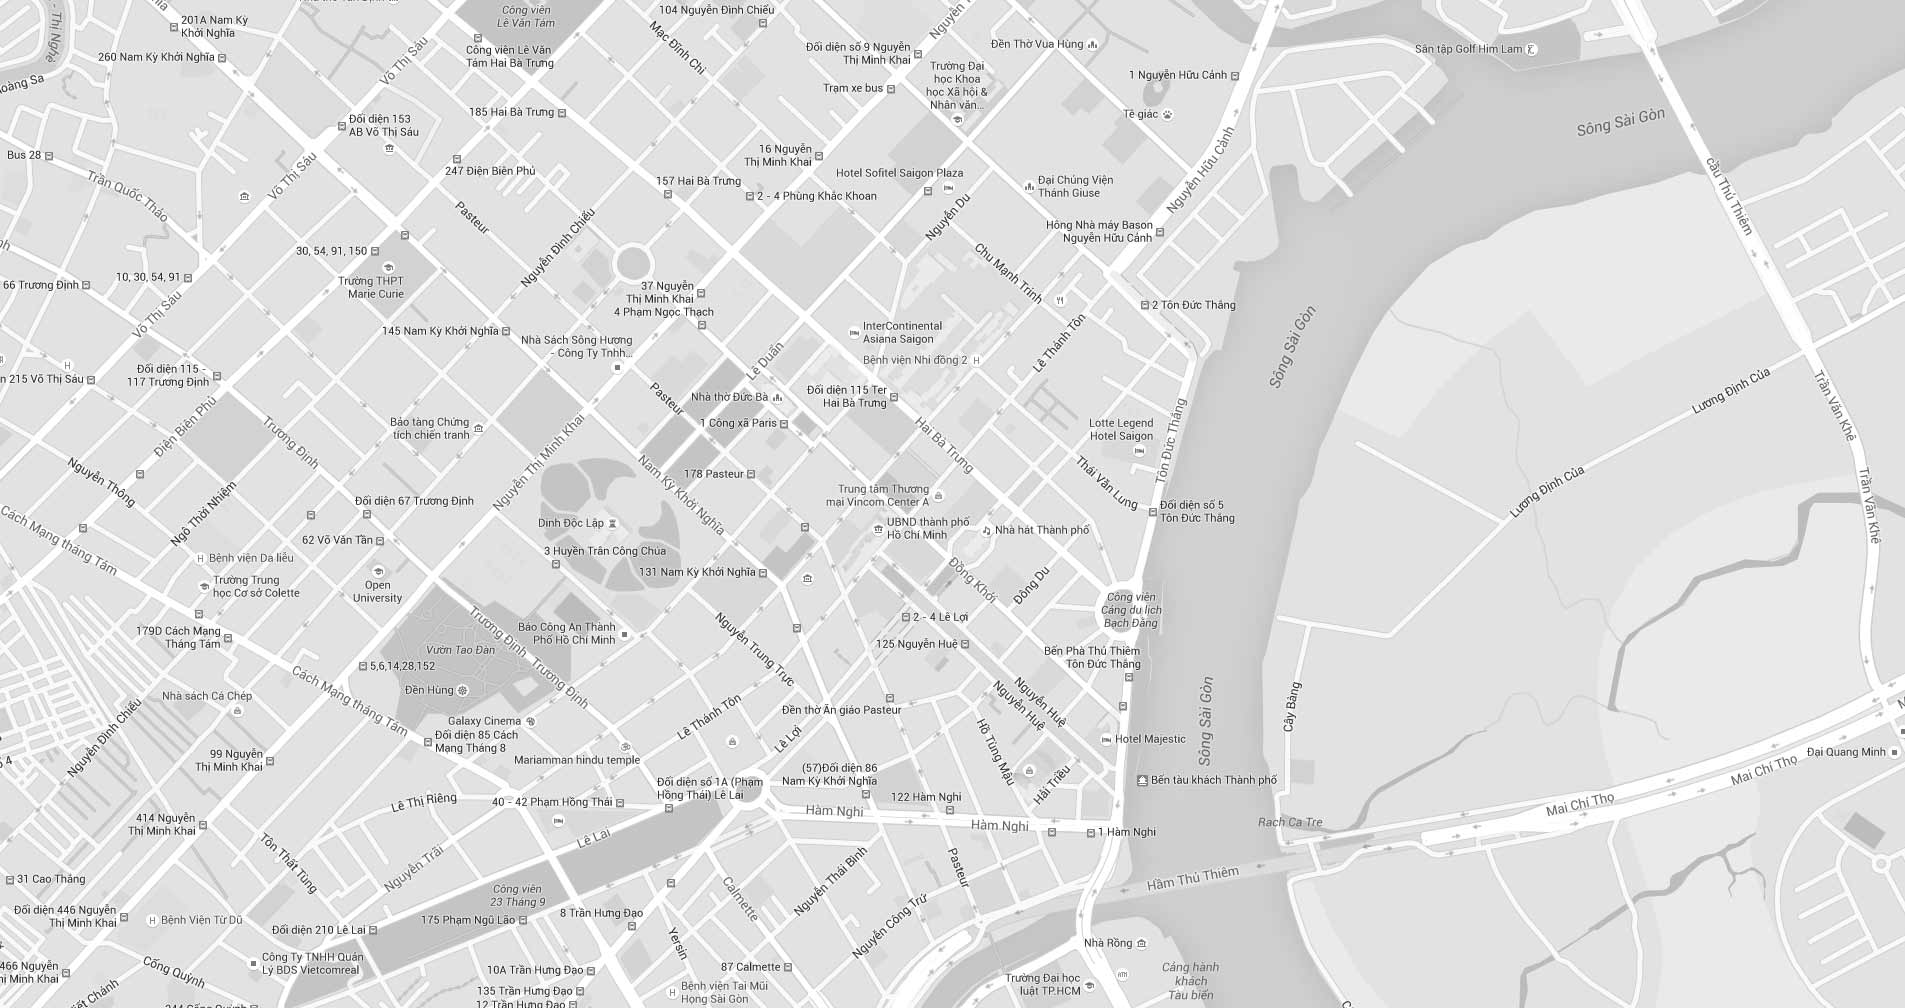 Công viên
Lê Văn Tám
104 Nguyễn Đình Chiểu
201A Nam Kỳ
Khởi Nghĩa
260 Nam Kỳ Khởi Nghĩa
Thị Nghè
Hoàng Sa
Võ Thị Sáu
Công viên Lê Văn
Tám Hai Bà Trưng
Mạc Đĩnh Chi
Đối diện số 9 Nguyễn
Thị Minh Khai
Trạm xe bus
Đền Thờ Vua Hùng
Trường Đại
học Khoa
học Xã hội &
Nhân văn...
1 Nguyễn Hữu Cảnh
Tê giác
Sân tập Golf Him Lam
Sông Sài Gòn
cầu Thủ Thiêm
Đối diện 153
AB Võ Thị Sáu
185 Hai Bà Trưng
Bus 28
Trần Quốc Thảo
Võ Thị Sáu
247 Điện Biên Phủ
16 Nguyễn
Thị Minh Khai
157 Hai Bà Trưng
2 - 4 Phùng Khắc Khoan
Hotel Sofitel Saigon Plaza
Đại Chủng Viện
Thánh Giuse
Nguyễn Hữu Cảnh
Pasteur
Nguyễn Đình Chiểu
Nguyễn Du
Hông Nhà máy Bason
Nguyễn Hữu Cảnh
Chu Mạnh Trinh
30, 54, 91, 150
10, 30, 54, 91
66 Trương Định
Trường THPT
Marie Curie
37 Nguyễn
Thị Minh Khai
4 Phạm Ngọc Thạch
2 Tôn Đức Thắng
Võ Thị Sáu
145 Nam Kỳ Khởi Nghĩa
Nhà Sách Sông Hương
- Công Ty Tnhh...
InterContinental
Asiana Saigon
Bệnh viện Nhi đồng 2
Lê Thánh Tôn
Sông Sài Gòn
Lê Duẩn
215 Võ Thị Sáu
Đối diện 115 -
117 Trương Định
Pasteur
Nhà thờ Đức Bà
Đối diện 115 Ter
Hai Bà Trưng
1 Công xã Paris
Lương Định Của
Trần Văn Khê
Điện Biên Phủ
Trương Định
Bảo tàng Chứng
tích chiến tranh
Nguyễn Thị Minh Khai
Hai Bà Trưng
Lotte Legend
Hotel Saigon
Tôn Đức Thắng
Nguyễn Thông
Ngô Thời Nhiệm
Nam Kỳ Khởi Nghĩa
178 Pasteur
Thái Văn Lung
Lương Định Của
Trần Văn Khê
Đối diện 67 Trương Định
Trung tâm Thương
mại Vincom Center A
Đối diện số 5
Tôn Đức Thắng
Cách Mạng tháng Tám
Dinh Độc Lập
UBND thành phố
Hồ Chí Minh
Nhà hát Thành phố
62 Võ Văn Tần
3 Huyền Trân Công Chúa
Bệnh viện Da liễu
131 Nam Kỳ Khởi Nghĩa
Trường Trung
học Cơ sở Colette
Open
University
Đồng Khởi
Đông Du
Công viên
Cảng du lịch
Bạch Đằng
2 - 4 Lê Lợi
179D Cách Mạng
Tháng Tám
Trương Định
Trương Định
Báo Công An Thành
Phố Hồ Chí Minh
Nguyễn Trung Trực
125 Nguyễn Huệ
Bến Phà Thủ Thiêm
Tôn Đức Thắng
Vườn Tao Đàn
5,6,14,28,152
Cách Mạng tháng Tám
Đền Hùng
Nhà sách Cá Chép
Nguyễn Đình Chiểu
Nguyễn Huệ
Nguyễn Huệ
Sông Sài Gòn
Cây Bàng
Đền thờ Ấn giáo Pasteur
Lê Thánh Tôn
Galaxy Cinema
Đối diện 85 Cách
Mạng Tháng 8
Lê Lợi
Hồ Tùng Mậu
Hotel Majestic
Đại Quang Minh
99 Nguyễn
Thị Minh Khai
Mariamman hindu temple
(57)Đối diện 86
Nam Kỳ Khởi Nghĩa
Hải Triều
Bến tàu khách Thành phố
Mai Chí Thọ
Đối diện số 1A (Phạm
Hồng Thái) Lê Lai
Lê Thị Riêng
40 - 42 Phạm Hồng Thái
122 Hàm Nghi
Hàm Nghi
Hàm Nghi
1 Hàm Nghi
Mai Chí Thọ
Rach Ca Tre
414 Nguyễn
Thị Minh Khai
Tôn Thất Tùng
Lê Lai
Nguyễn Trãi
Nguyễn Thái Bình
Pasteur
Hầm Thủ Thiêm
31 Cao Thắng
Calmette
Công viên
23 Tháng 9
Đối diện 446 Nguyễn
Thị Minh Khai
Bệnh Viện Từ Dũ
175 Phạm Ngũ Lão
8 Trần Hưng Đạo
Nguyễn Công Trứ
Đối diện 210 Lê Lai
Yersin
Nhà Rồng
Công Ty TNHH Quản
Lý BDS Vietcomreal
Cống Quỳnh
466 Nguyễn
Thị Minh Khai
10A Trần Hưng Đạo
87 Calmette
Trường Đại học
luật TP.HCM
ATM
Cảng hành
khách
Tàu biển
135 Trần Hưng Đạo
Bệnh viện Tai Mũi
Họng Sài Gòn
12 Trần Hưng Đạo
244 Cống Quỳnh